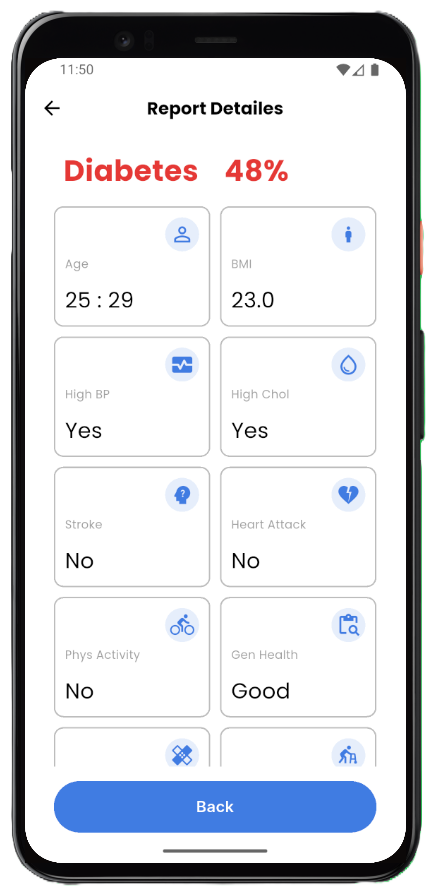 11:50
Report Detailes
Diabetes 48%
Age
25 : 29
BMI
23.0
High BP
Yes
High Chol
Yes
Stroke
No
Heart Attack
No
Phys Activity
No
Gen Health
Good
Back